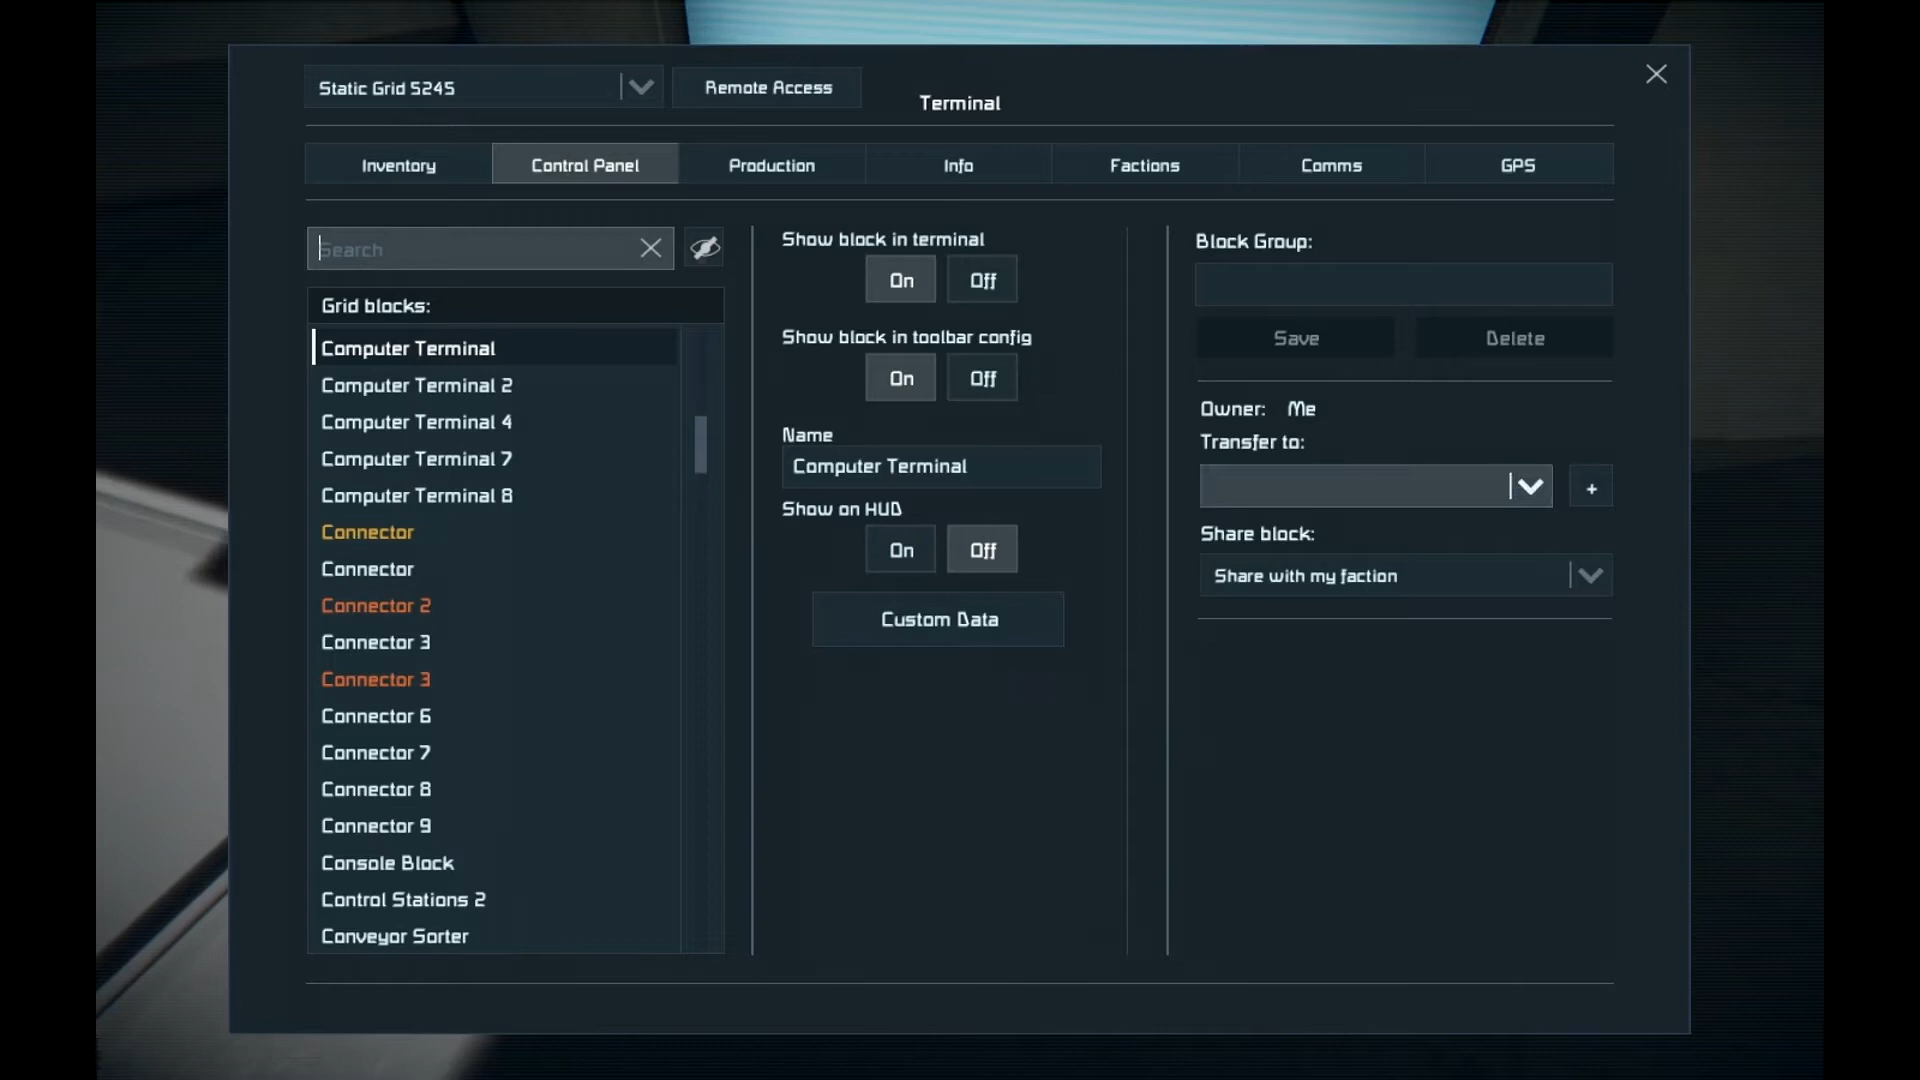 Static Grid 5245
Remote Access
Terminal
Inventory
Control Panel
Production
Info
Factions
Comms
GPS
Search
Grid blocks:
Computer Terminal
Computer Terminal 2
Computer Terminal 4
Computer Terminal 7
Computer Terminal 8
Connector
Connector
Connector 2
Connector 3
Connector 3
Connector 6
Connector 7
Connector 8
Connector 9
Console Block
Control Stations 2
Conveyor Sorter
Show block in terminal
On Off
Show block in toolbar config
On Off
Name
Computer Terminal
Show on HUD
On Off
Custom Data
Block Group:
Save Delete
Owner: Me
Transfer to:
+
Share block:
Share with my faction